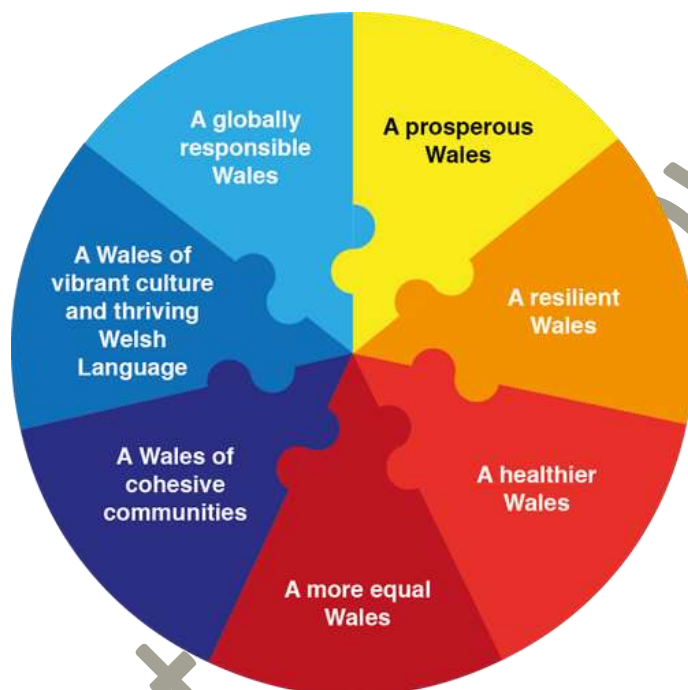 A prosperous
Wales
A resilient
Wales
A healthier
Wales
A more equal
Wales
A Wales of
cohesive
communities
A Wales of
vibrant culture
and thriving
Welsh
Language
A globally
responsible
Wales